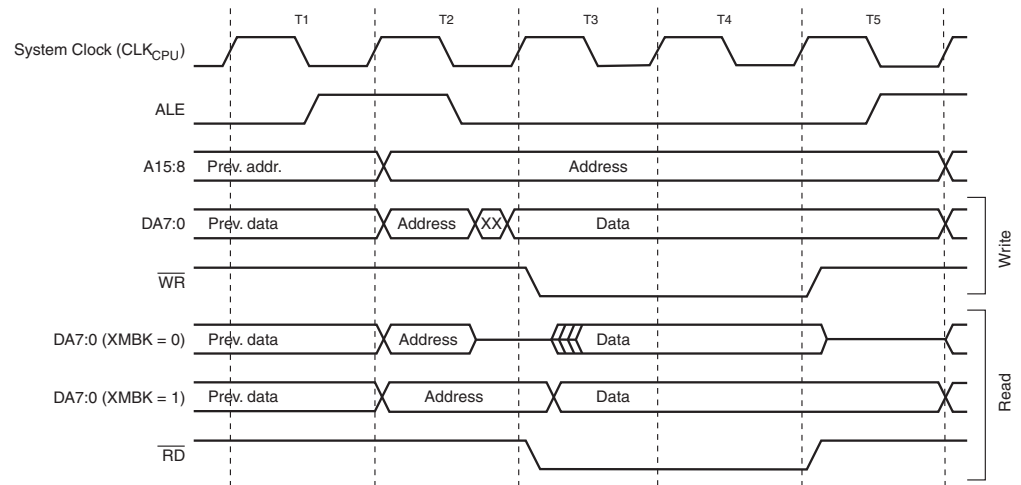 T1 T2 T3 T4 T5
System Clock (CLKCPU)
ALE
A15:8 Prev. addr. Address
DA7:0 Prev. data Address XX Data
WR
Write
DA7:0 (XMBK = 0) Prev. data Address Data
DA7:0 (XMBK = 1) Prev. data Address Data
RD
Read